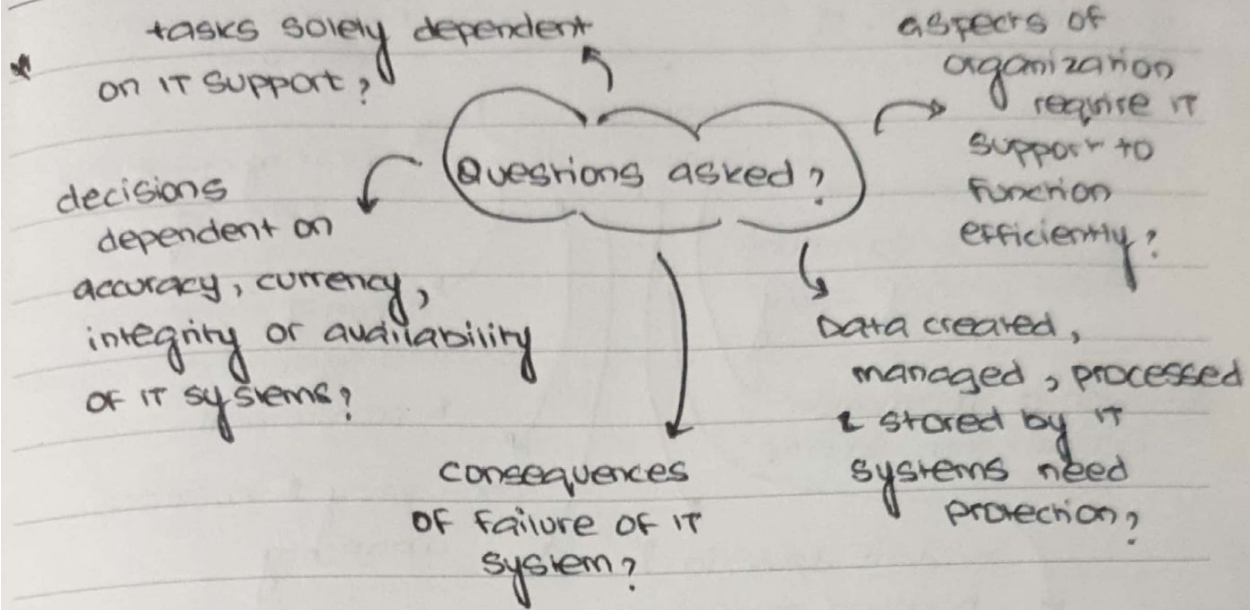 * tasks solely dependent
on IT support?
aspects of
organization
require IT
support to
function
efficiently?
Questions asked?
decisions
dependent on
accuracy, currency,
integrity or availability
of IT systems?
Data created,
managed, processed
& stored by IT
systems need
protection?
consequences
of failure of IT
system?